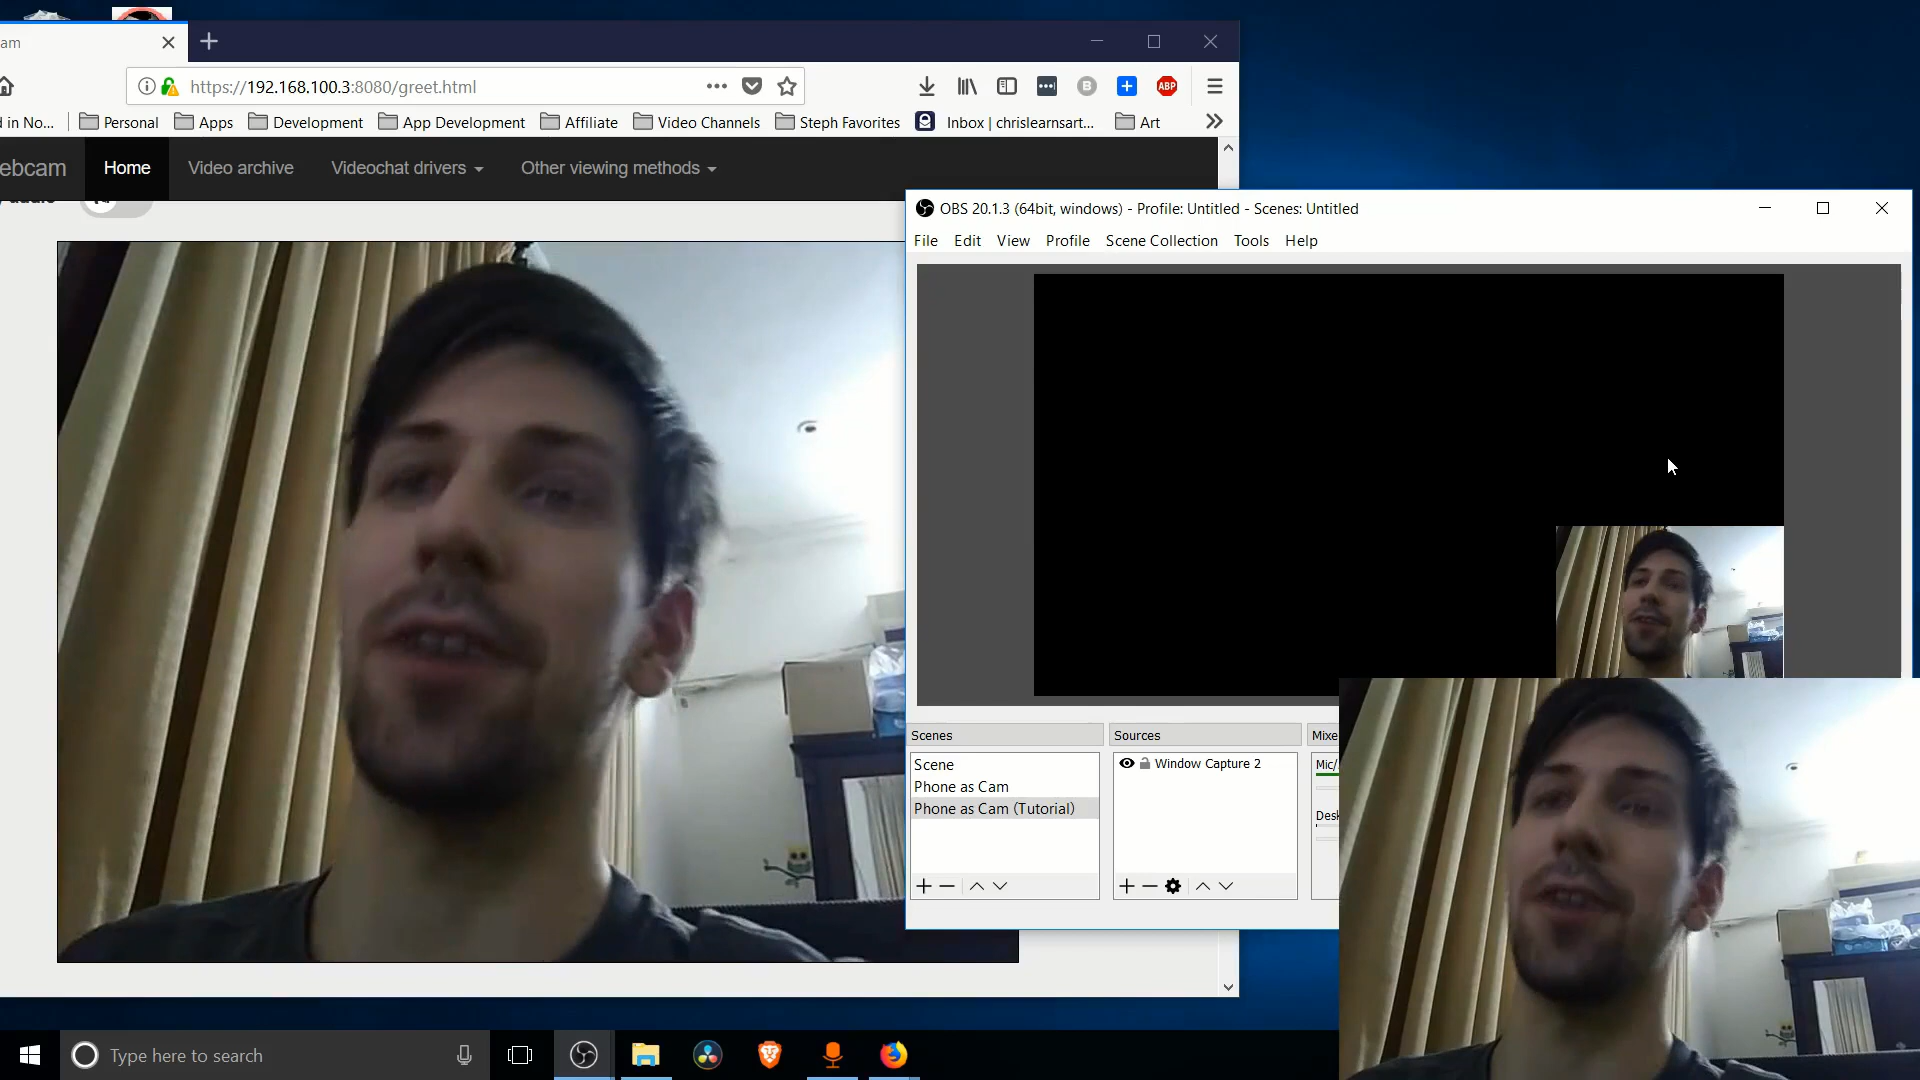 am
https://192.168.100.3:8080/greet.html
ABP
d in No...
Personal
Apps
Development
App Development
Affiliate
Video Channels
Steph Favorites
Inbox | chrislearnsart...
Art
ebcam
Home
Video archive
Videochat drivers
Other viewing methods
OBS 20.1.3 (64bit, windows) - Profile: Untitled - Scenes: Untitled
File Edit View Profile Scene Collection Tools Help
Scenes
Scene
Phone as Cam
Phone as Cam (Tutorial)
Sources
Window Capture 2
Mixe
Mic/
Desk
Type here to search